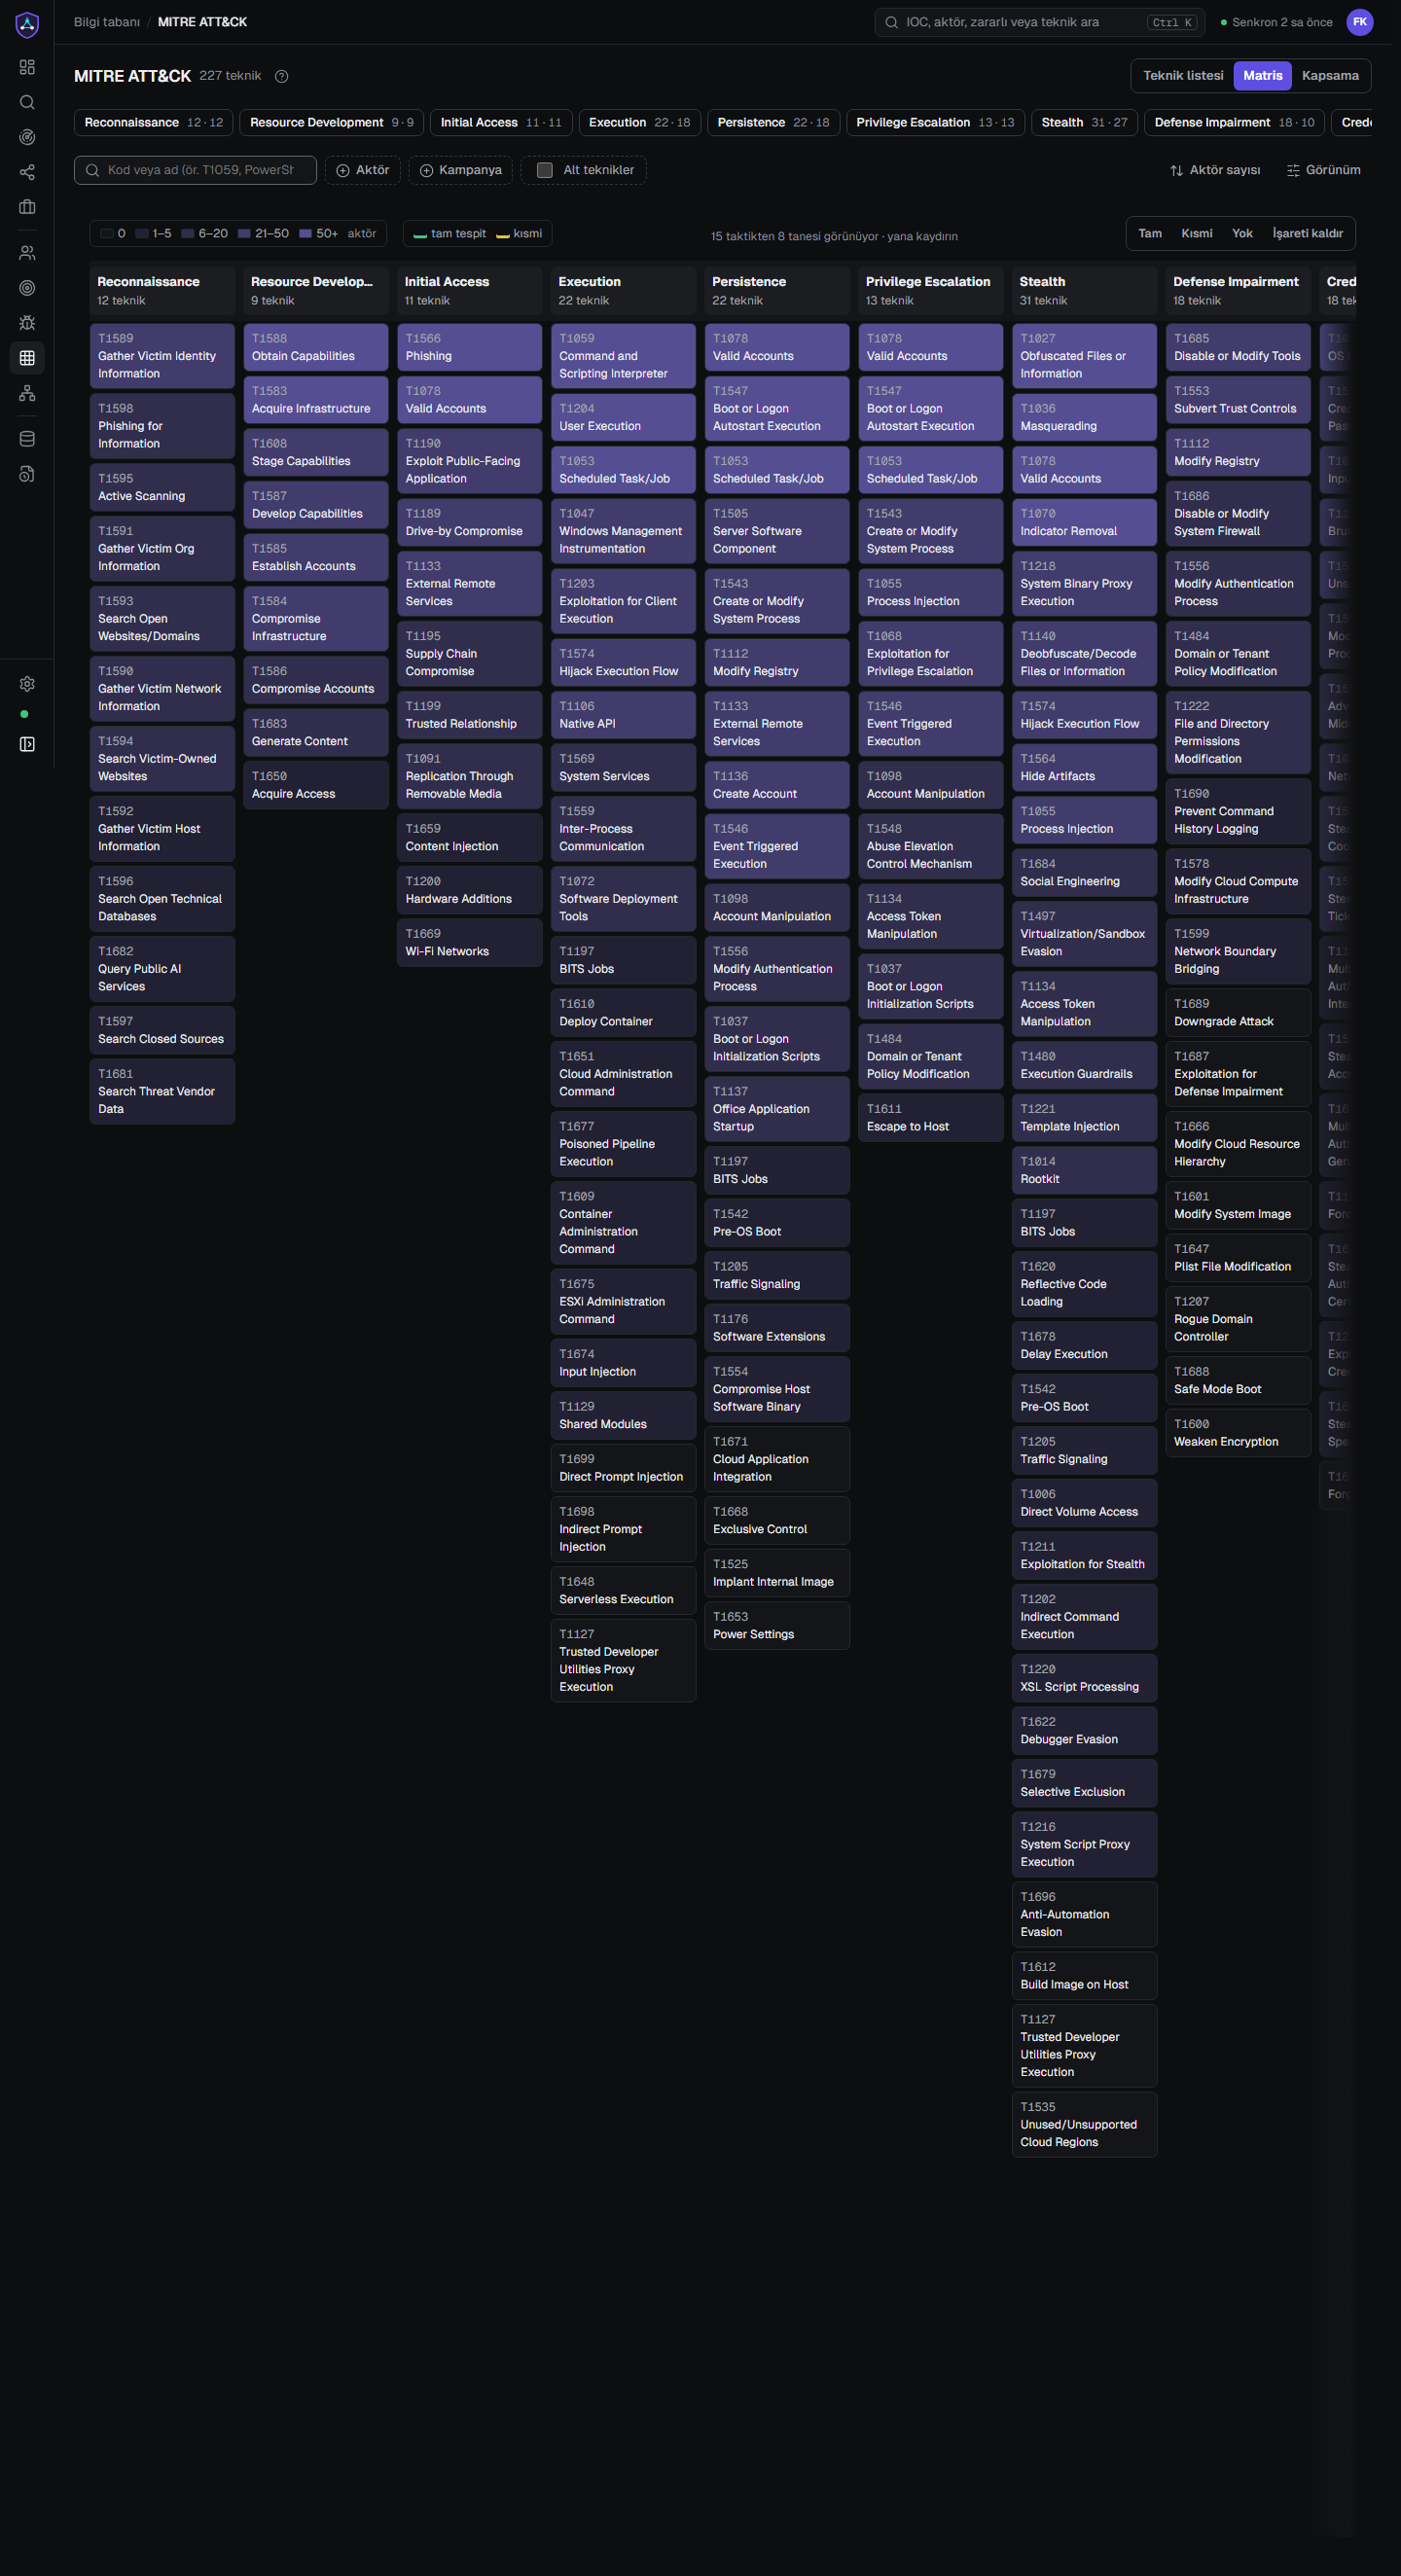 Bilgi tabanı / MITRE ATT&CK
IOC, aktör, zararlı veya teknik ara
Ctrl K
Senkron 2 sa önce
FK
MITRE ATT&CK 227 teknik
Teknik listesi
Matris
Kapsama
Reconnaissance 12 · 12
Resource Development 9 · 9
Initial Access 11 · 11
Execution 22 · 18
Persistence 22 · 18
Privilege Escalation 13 · 13
Stealth 31 · 27
Defense Impairment 18 · 10
Kod veya ad (ör. T1059, PowerSh
Aktör
Kampanya
Alt teknikler
Aktör sayısı
Görünüm
0 1–5 6–20 21–50 50+ aktör
tam tespit kısmi
15 taktikten 8 tanesi görünüyor · yana kaydırın
Tam
Kısmi
Yok
İşareti kaldır
Reconnaissance
12 teknik
T1589
Gather Victim Identity
Information
T1598
Phishing for
Information
T1595
Active Scanning
T1591
Gather Victim Org
Information
T1593
Search Open
Websites/Domains
T1590
Gather Victim Network
Information
T1594
Search Victim-Owned
Websites
T1592
Gather Victim Host
Information
T1596
Search Open Technical
Databases
T1682
Query Public AI
Services
T1597
Search Closed Sources
T1681
Search Threat Vendor
Data
Resource Develop...
9 teknik
T1588
Obtain Capabilities
T1583
Acquire Infrastructure
T1608
Stage Capabilities
T1587
Develop Capabilities
T1585
Establish Accounts
T1584
Compromise
Infrastructure
T1586
Compromise Accounts
T1683
Generate Content
T1650
Acquire Access
Initial Access
11 teknik
T1566
Phishing
T1078
Valid Accounts
T1190
Exploit Public-Facing
Application
T1189
Drive-by Compromise
T1133
External Remote
Services
T1195
Supply Chain
Compromise
T1199
Trusted Relationship
T1091
Replication Through
Removable Media
T1659
Content Injection
T1200
Hardware Additions
T1669
Wi-Fi Networks
Execution
22 teknik
T1059
Command and
Scripting Interpreter
T1204
User Execution
T1053
Scheduled Task/Job
T1047
Windows Management
Instrumentation
T1203
Exploitation for Client
Execution
T1574
Hijack Execution Flow
T1106
Native API
T1569
System Services
T1559
Inter-Process
Communication
T1072
Software Deployment
Tools
T1197
BITS Jobs
T1610
Deploy Container
T1651
Cloud Administration
Command
T1677
Poisoned Pipeline
Execution
T1609
Container
Administration
Command
T1675
ESXi Administration
Command
T1674
Input Injection
T1129
Shared Modules
T1699
Direct Prompt Injection
T1698
Indirect Prompt
Injection
T1648
Serverless Execution
T1127
Trusted Developer
Utilities Proxy
Execution
Persistence
22 teknik
T1078
Valid Accounts
T1547
Boot or Logon
Autostart Execution
T1053
Scheduled Task/Job
T1505
Server Software
Component
T1543
Create or Modify
System Process
T1112
Modify Registry
T1133
External Remote
Services
T1136
Create Account
T1546
Event Triggered
Execution
T1098
Account Manipulation
T1556
Modify Authentication
Process
T1037
Boot or Logon
Initialization Scripts
T1137
Office Application
Startup
T1197
BITS Jobs
T1542
Pre-OS Boot
T1205
Traffic Signaling
T1176
Software Extensions
T1554
Compromise Host
Software Binary
T1671
Cloud Application
Integration
T1668
Exclusive Control
T1525
Implant Internal Image
T1653
Power Settings
Privilege Escalation
13 teknik
T1078
Valid Accounts
T1547
Boot or Logon
Autostart Execution
T1053
Scheduled Task/Job
T1543
Create or Modify
System Process
T1055
Process Injection
T1068
Exploitation for
Privilege Escalation
T1546
Event Triggered
Execution
T1098
Account Manipulation
T1548
Abuse Elevation
Control Mechanism
T1134
Access Token
Manipulation
T1037
Boot or Logon
Initialization Scripts
T1484
Domain or Tenant
Policy Modification
T1611
Escape to Host
Stealth
31 teknik
T1027
Obfuscated Files or
Information
T1036
Masquerading
T1078
Valid Accounts
T1070
Indicator Removal
T1218
System Binary Proxy
Execution
T1140
Deobfuscate/Decode
Files or Information
T1574
Hijack Execution Flow
T1564
Hide Artifacts
T1055
Process Injection
T1684
Social Engineering
T1497
Virtualization/Sandbox
Evasion
T1134
Access Token
Manipulation
T1480
Execution Guardrails
T1221
Template Injection
T1014
Rootkit
T1197
BITS Jobs
T1620
Reflective Code
Loading
T1678
Delay Execution
T1542
Pre-OS Boot
T1205
Traffic Signaling
T1006
Direct Volume Access
T1211
Exploitation for Stealth
T1202
Indirect Command
Execution
T1220
XSL Script Processing
T1622
Debugger Evasion
T1679
Selective Exclusion
T1216
System Script Proxy
Execution
T1696
Anti-Automation
Evasion
T1612
Build Image on Host
T1127
Trusted Developer
Utilities Proxy
Execution
T1535
Unused/Unsupported
Cloud Regions
Defense Impairment
18 teknik
T1685
Disable or Modify Tools
T1553
Subvert Trust Controls
T1112
Modify Registry
T1686
Disable or Modify
System Firewall
T1556
Modify Authentication
Process
T1484
Domain or Tenant
Policy Modification
T1222
File and Directory
Permissions
Modification
T1690
Prevent Command
History Logging
T1578
Modify Cloud Compute
Infrastructure
T1599
Network Boundary
Bridging
T1689
Downgrade Attack
T1687
Exploitation for
Defense Impairment
T1666
Modify Cloud Resource
Hierarchy
T1601
Modify System Image
T1647
Plist File Modification
T1207
Rogue Domain
Controller
T1688
Safe Mode Boot
T1600
Weaken Encryption
Cred
18 tek